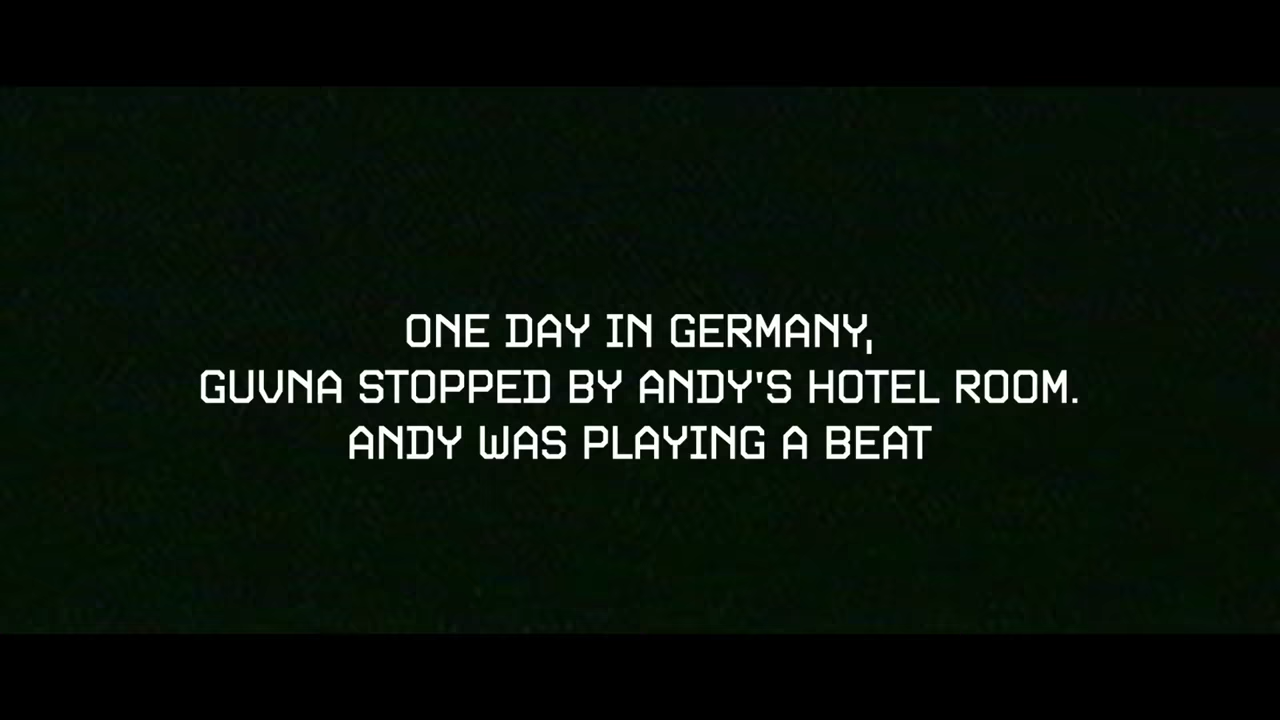 ONE DAY IN GERMANY,
GUVNA STOPPED BY ANDY'S HOTEL ROOM.
ANDY WAS PLAYING A BEAT